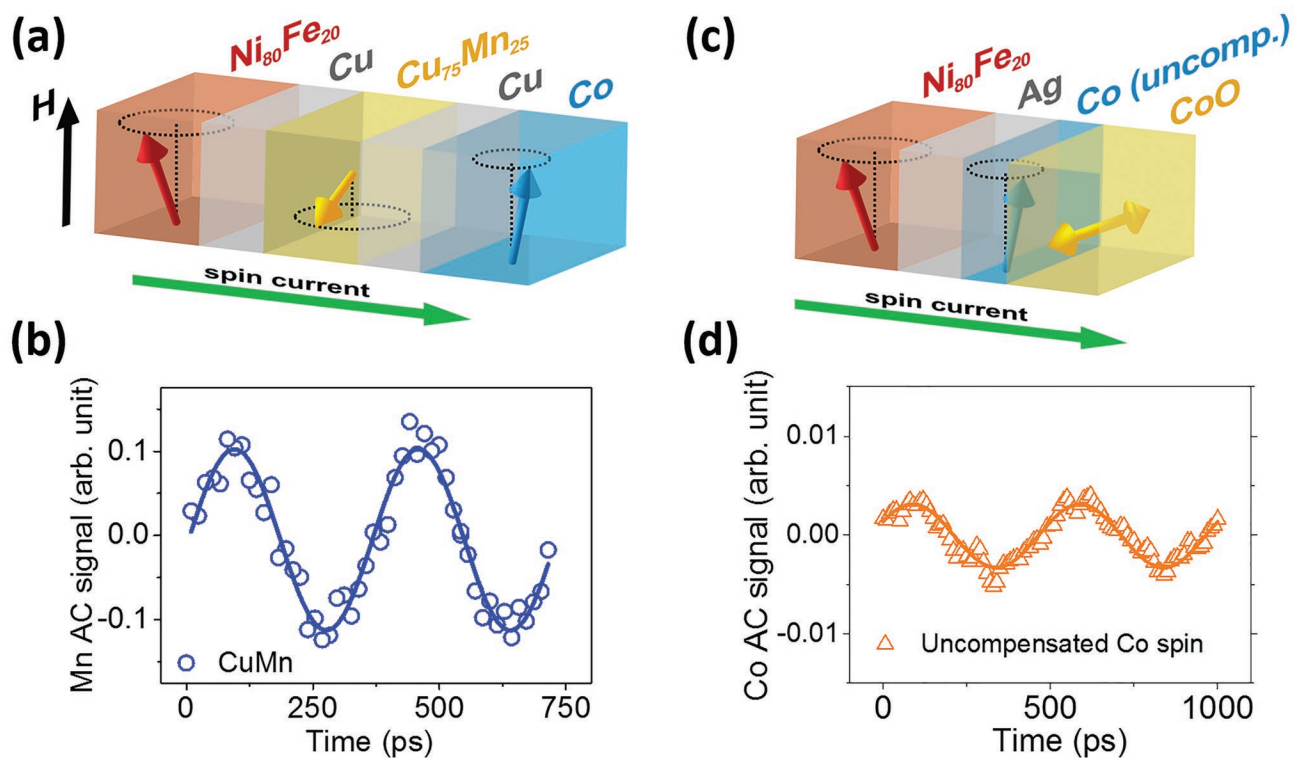 (a)
Ni₈₀Fe₂₀
Cu
Cu₇₅Mn₂₅
Cu
Co
H
spin current
(b)
Mn AC signal (arb. unit)
0.1
0.0
-0.1
CuMn
0
250
500
750
Time (ps)
(c)
Ni₈₀Fe₂₀
Ag
Co (uncomp.)
CoO
spin current
(d)
Co AC signal (arb. unit)
0.01
0.00
-0.01
Uncompensated Co spin
0
500
1000
Time (ps)